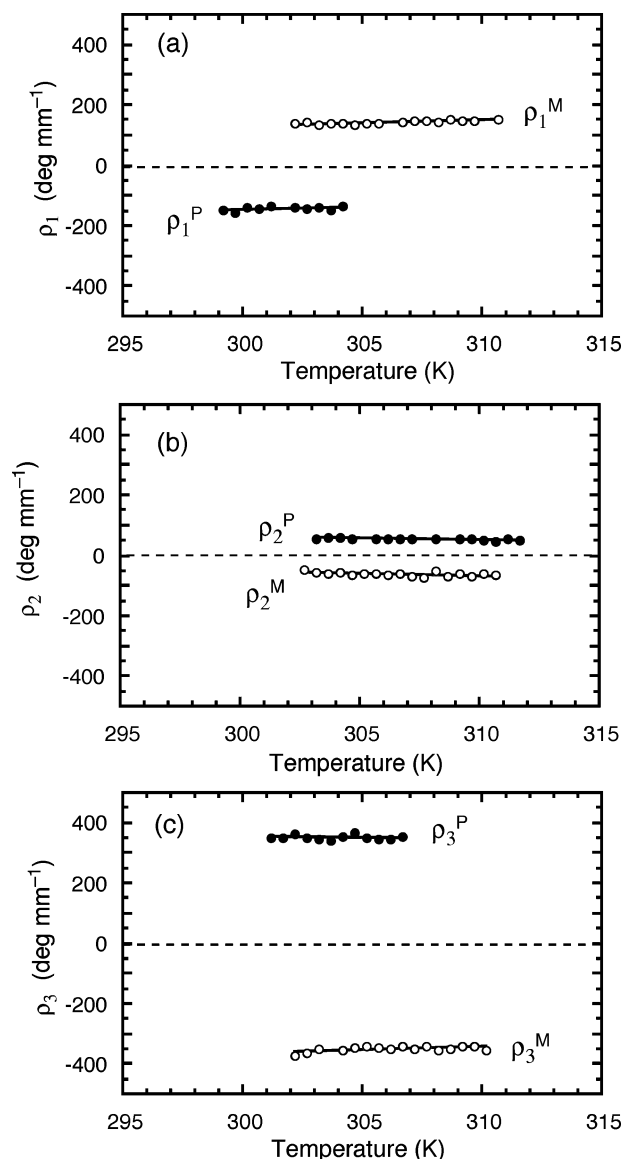 (a)
400
200
0
-200
-400
ρ₁ (deg mm⁻¹)
ρ₁ᴹ
ρ₁ᴾ
295 300 305 310 315
Temperature (K)
(b)
400
200
0
-200
-400
ρ₂ (deg mm⁻¹)
ρ₂ᴾ
ρ₂ᴹ
295 300 305 310 315
Temperature (K)
(c)
400
200
0
-200
-400
ρ₃ (deg mm⁻¹)
ρ₃ᴾ
ρ₃ᴹ
295 300 305 310 315
Temperature (K)